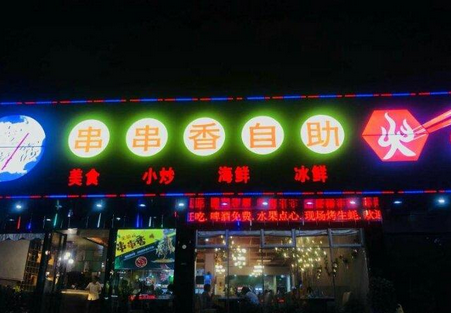 串串香自助
火
美食 小炒 海鲜 冰鲜
吃,啤酒免费,水果点心,现场烤生蚝,欢
串串香